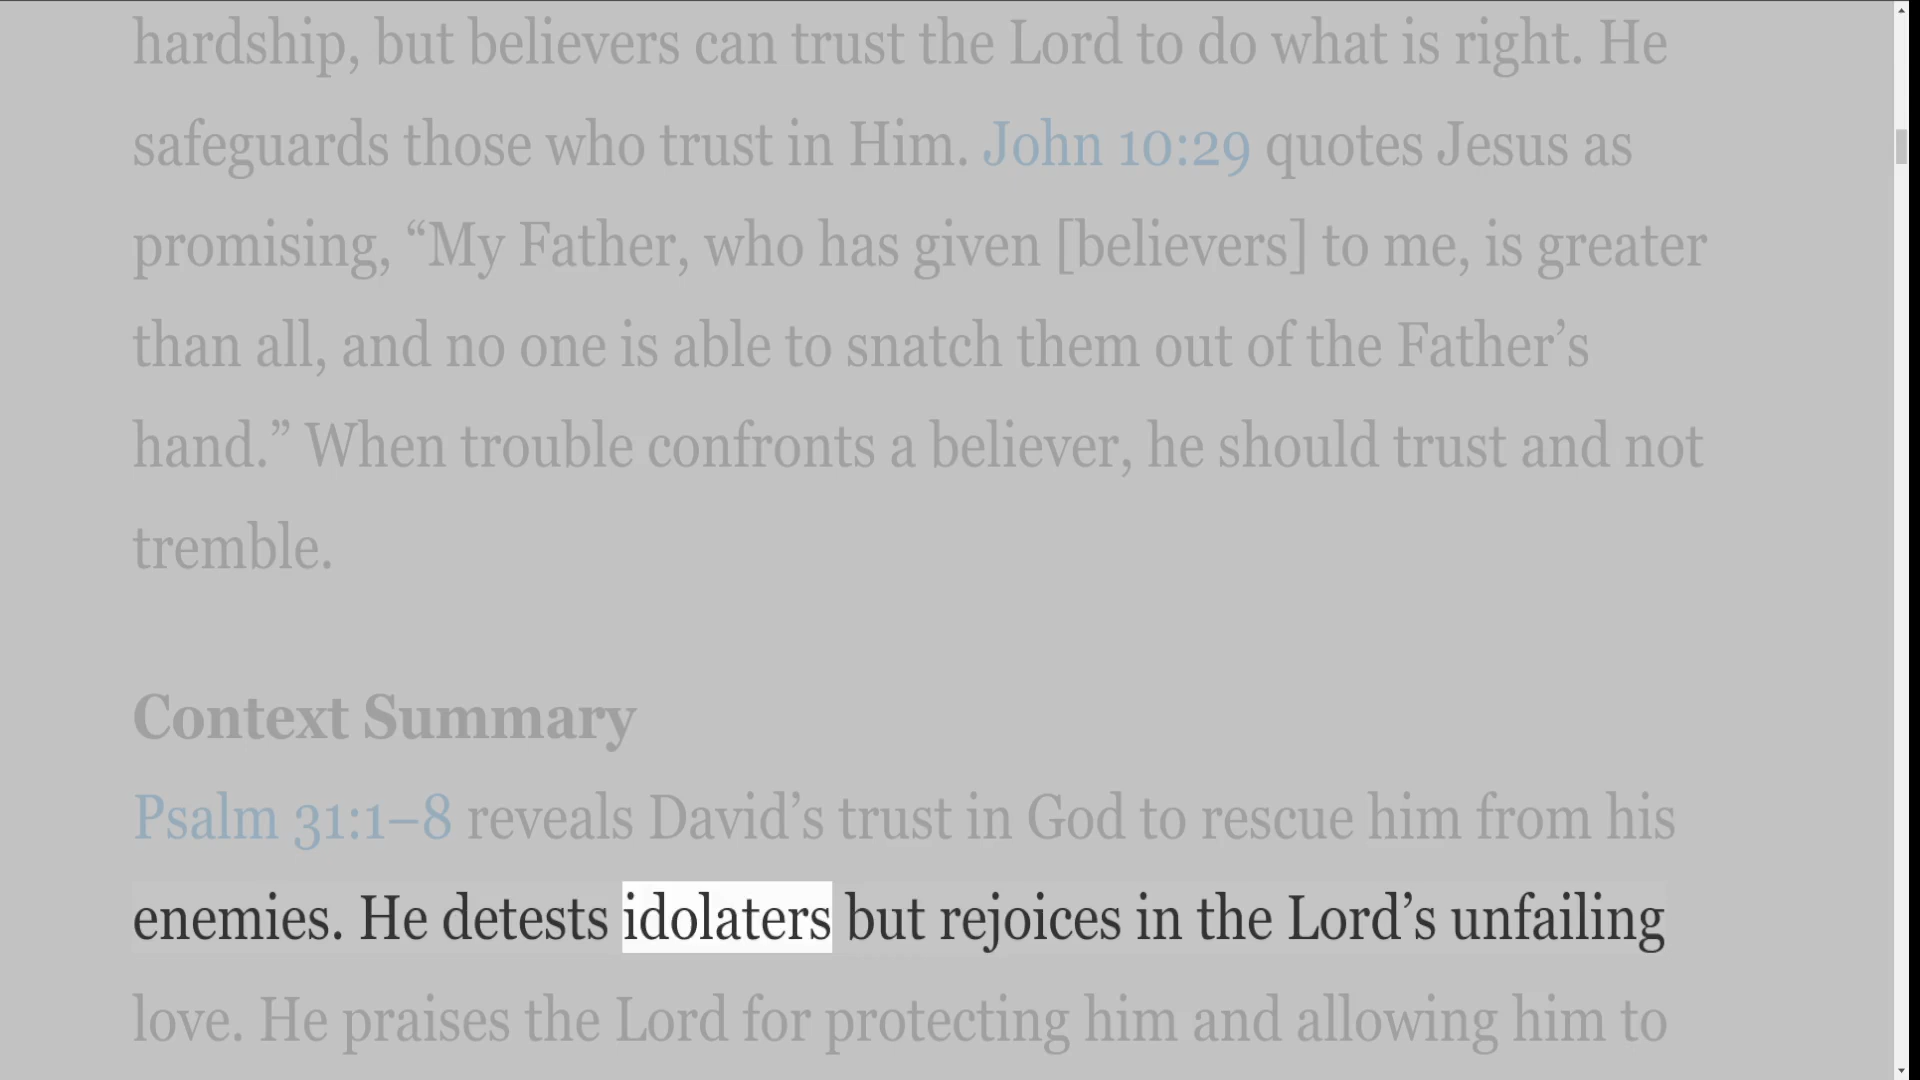 hardship, but believers can trust the Lord to do what is right. He
safeguards those who trust in Him. John 10:29 quotes Jesus as
promising, “My Father, who has given [believers] to me, is greater
than all, and no one is able to snatch them out of the Father’s
hand.” When trouble confronts a believer, he should trust and not
tremble.
Context Summary
Psalm 31:1–8 reveals David’s trust in God to rescue him from his
enemies. He detests idolaters but rejoices in the Lord’s unfailing
love. He praises the Lord for protecting him and allowing him to